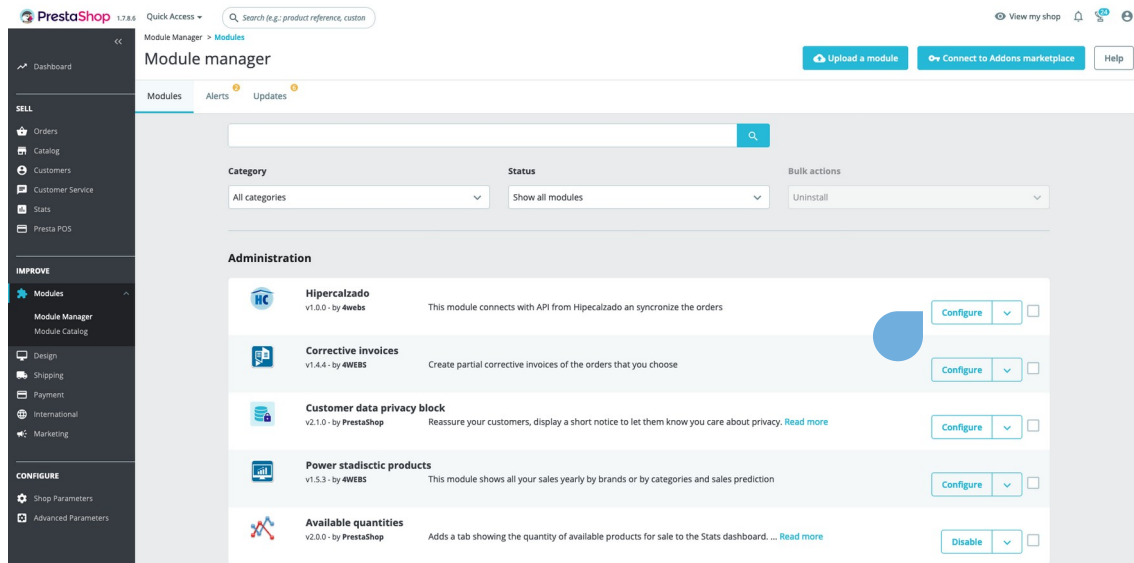 PrestaShop 1.7.8.6 Quick Access Search (e.g.: product reference, custon View my shop 24
Module Manager > Modules
Module manager
Upload a module Connect to Addons marketplace Help
Modules Alerts 2 Updates 6
<<
Dashboard
SELL
Orders
Catalog
Customers
Customer Service
Stats
Presta POS
IMPROVE
Modules
Module Manager
Module Catalog
Design
Shipping
Payment
International
Marketing
CONFIGURE
Shop Parameters
Advanced Parameters
Category Status Bulk actions
All categories Show all modules Uninstall
Administration
HC
Hipercalzado
v1.0.0 - by 4webs This module connects with API from Hipecalzado an syncronize the orders
Configure
Corrective invoices
v1.4.4 - by 4WEBS Create partial corrective invoices of the orders that you choose
Configure
Customer data privacy block
v2.1.0 - by PrestaShop Reassure your customers, display a short notice to let them know you care about privacy. Read more
Configure
Power stadisctic products
v1.5.3 - by 4WEBS This module shows all your sales yearly by brands or by categories and sales prediction
Configure
Available quantities
v2.0.0 - by PrestaShop Adds a tab showing the quantity of available products for sale to the Stats dashboard. ... Read more
Disable